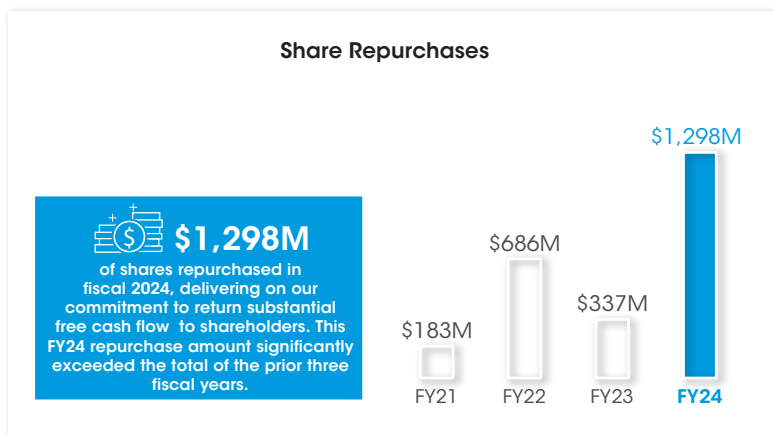 Share Repurchases
$1,298M
of shares repurchased in
fiscal 2024, delivering on our
commitment to return substantial
free cash flow to shareholders. This
FY24 repurchase amount significantly
exceeded the total of the prior three
fiscal years.
$183M
$686M
$337M
$1,298M
FY21 FY22 FY23 FY24